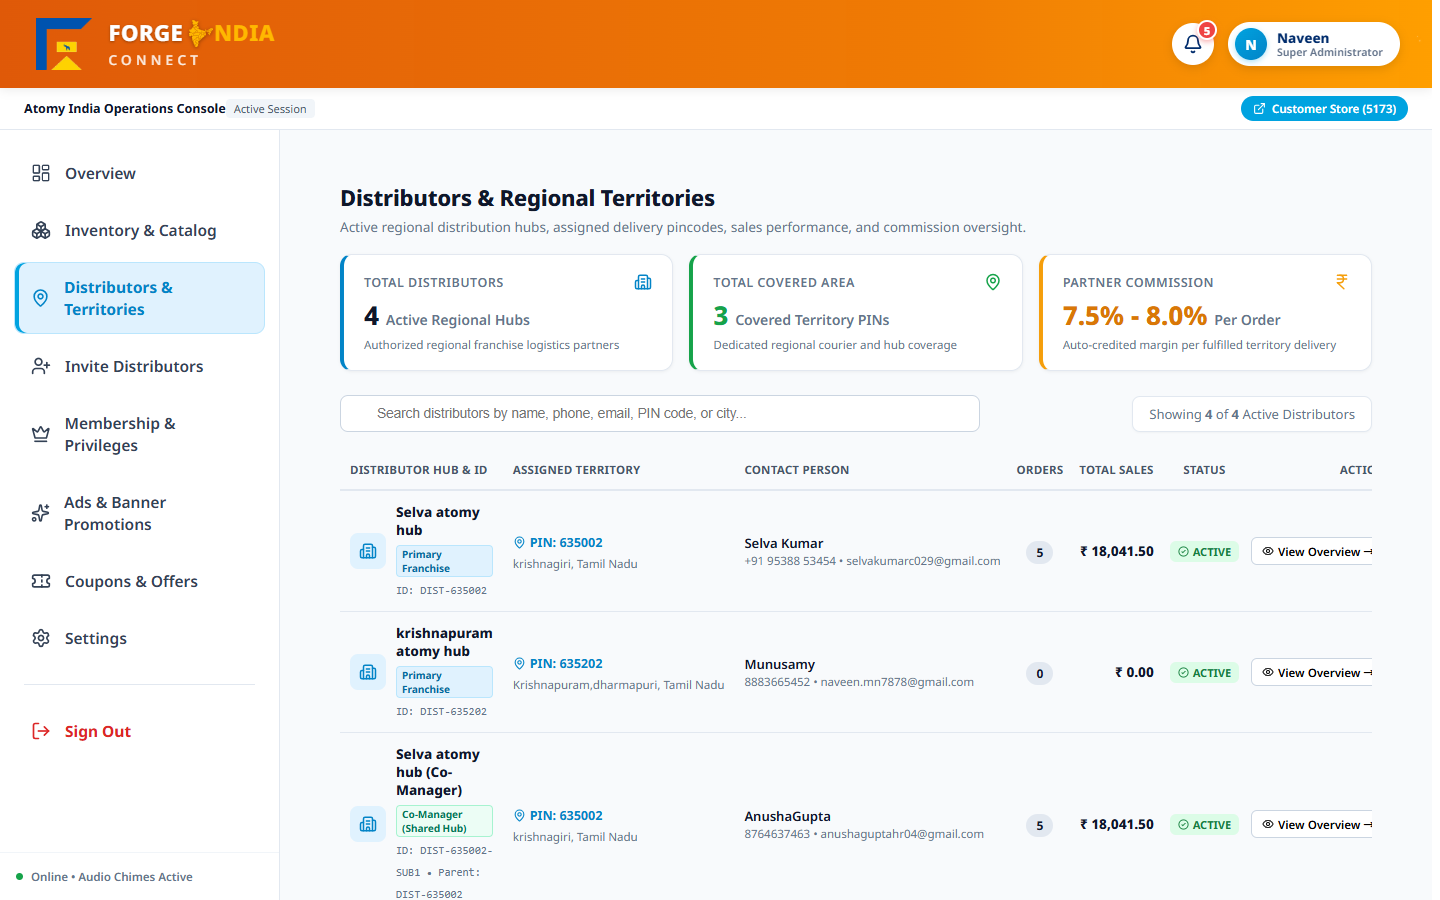 FORGE INDIA
CONNECT
5
N
Naveen
Super Administrator
Atomy India Operations Console
Active Session
Customer Store (5173)
Overview
Inventory & Catalog
Distributors &
Territories
Invite Distributors
Membership &
Privileges
Ads & Banner
Promotions
Coupons & Offers
Settings
Sign Out
Online • Audio Chimes Active
Distributors & Regional Territories
Active regional distribution hubs, assigned delivery pincodes, sales performance, and commission oversight.
TOTAL DISTRIBUTORS
4 Active Regional Hubs
Authorized regional franchise logistics partners
TOTAL COVERED AREA
3 Covered Territory PINs
Dedicated regional courier and hub coverage
PARTNER COMMISSION
₹
7.5% - 8.0% Per Order
Auto-credited margin per fulfilled territory delivery
Search distributors by name, phone, email, PIN code, or city...
Showing 4 of 4 Active Distributors
DISTRIBUTOR HUB & ID ASSIGNED TERRITORY CONTACT PERSON ORDERS TOTAL SALES STATUS ACTIC
Selva atomy
hub
Primary
Franchise
ID: DIST-635002
PIN: 635002
krishnagiri, Tamil Nadu
Selva Kumar
+91 95388 53454 • selvakumarc029@gmail.com
5
₹ 18,041.50
ACTIVE
View Overview →
krishnapuram
atomy hub
Primary
Franchise
ID: DIST-635202
PIN: 635202
Krishnapuram,dharmapuri, Tamil Nadu
Munusamy
8883665452 • naveen.mn7878@gmail.com
0
₹ 0.00
ACTIVE
View Overview →
Selva atomy
hub (Co-
Manager)
Co-Manager
(Shared Hub)
ID: DIST-635002-
SUB1 • Parent:
DIST-635002
PIN: 635002
krishnagiri, Tamil Nadu
AnushaGupta
8764637463 • anushaguptahr04@gmail.com
5
₹ 18,041.50
ACTIVE
View Overview →